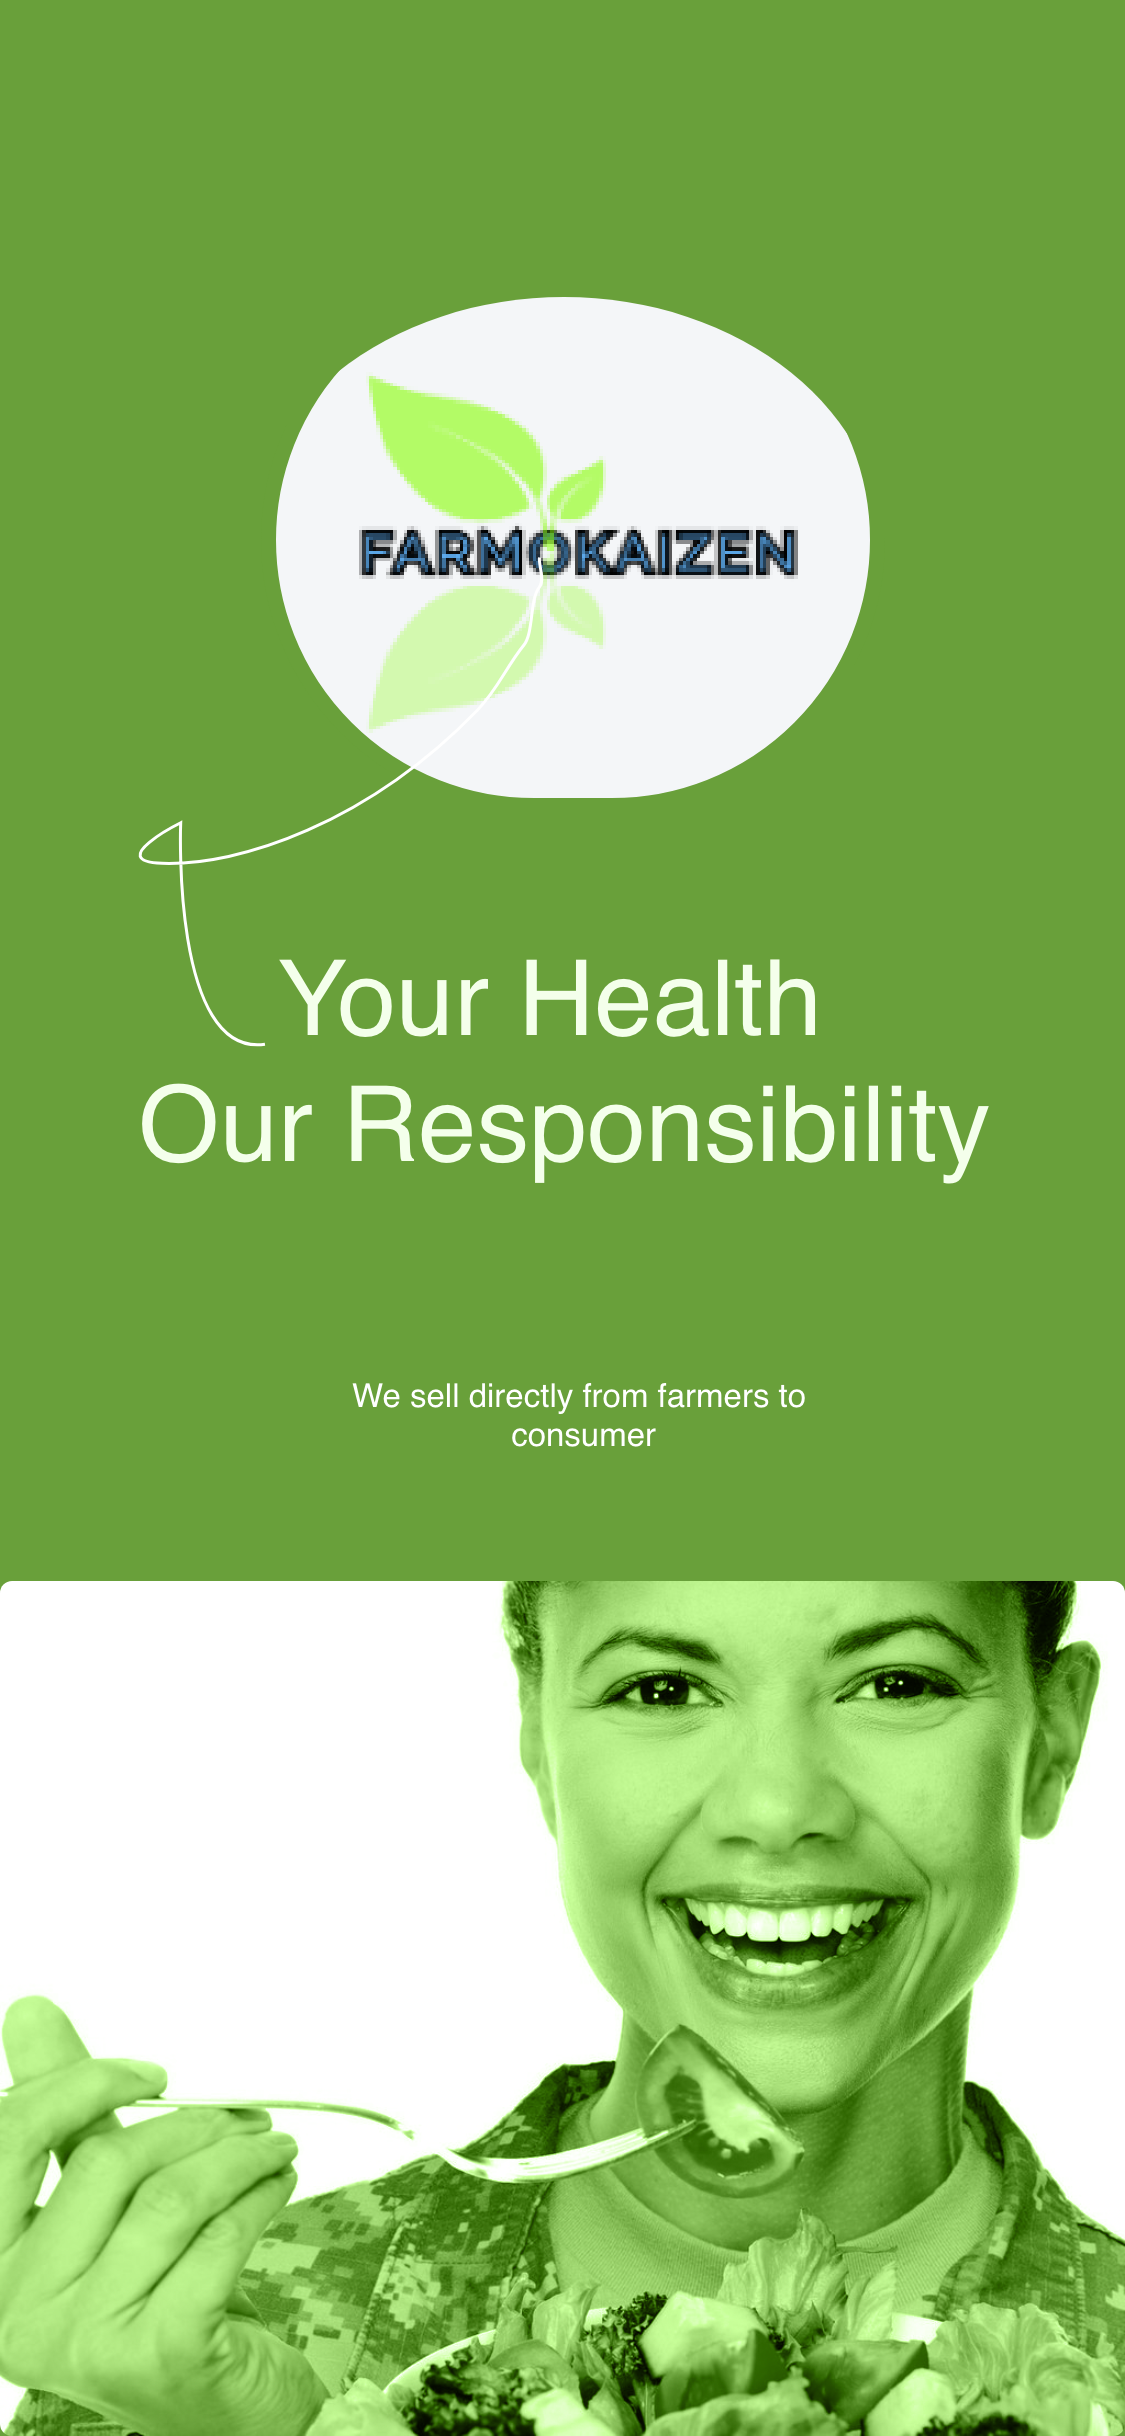 FARMOKAIZEN
Your Health
Our Responsibility
We sell directly from farmers to
consumer